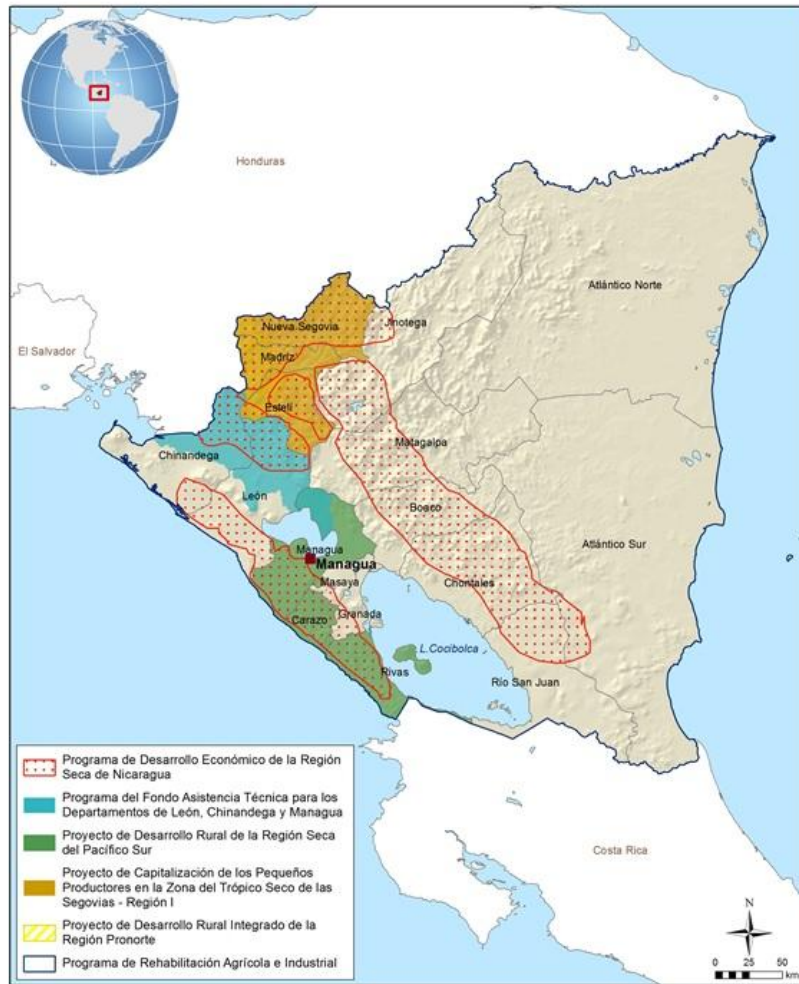 Honduras
El Salvador
Atlántico Norte
Nueva Segovia
Jinotega
Madríz
Estelí
Matagalpa
Chinandega
León
Boaco
Atlántico Sur
Managua
Managua
Chontales
Masaya
Granada
Carazo
L.Cocibolca
Rivas
Río San Juan
Costa Rica
Programa de Desarrollo Económico de la Región
Seca de Nicaragua
Programa del Fondo Asistencia Técnica para los
Departamentos de León, Chinandega y Managua
Proyecto de Desarrollo Rural de la Región Seca
del Pacífico Sur
Proyecto de Capitalización de los Pequeños
Productores en la Zona del Trópico Seco de las
Segovias - Región I
Proyecto de Desarrollo Rural Integrado de la
Región Pronorte
Programa de Rehabilitación Agrícola e Industrial
N
0 25 50
km